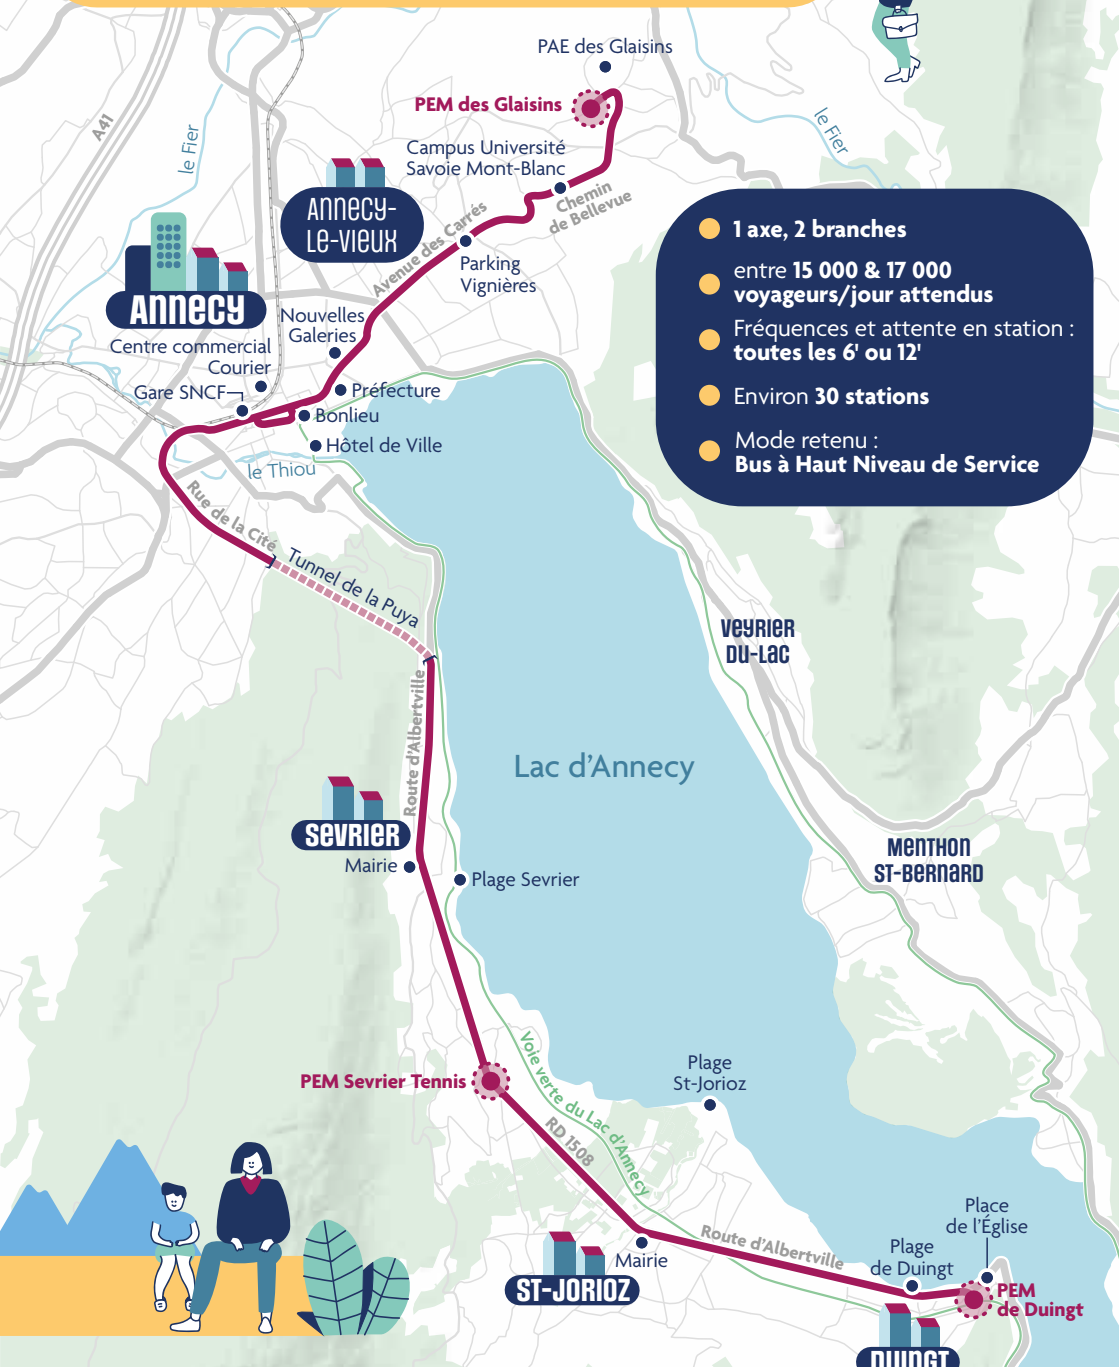 PAE des Glaisins
PEM des Glaisins
A41
le Fier
le Fier
Campus Université
Savoie Mont-Blanc
Chemin
de Bellevue
ANNECY-
LE-VIEUX
Avenue des Carrés
Parking
Vignières
ANNECY
Nouvelles
Galeries
Centre commercial
Courier
Gare SNCF
Préfecture
Bonlieu
Hôtel de Ville
le Thiou
1 axe, 2 branches
entre 15 000 & 17 000
voyageurs/jour attendus
Fréquences et attente en station :
toutes les 6' ou 12'
Environ 30 stations
Mode retenu :
Bus à Haut Niveau de Service
Rue de la Cité
Tunnel de la Puya
VEYRIER
DU-LAC
Route d'Albertville
Lac d'Annecy
SEVRIER
Mairie
Plage Sevrier
MENTHON
ST-BERNARD
PEM Sevrier Tennis
Voie verte du Lac d'Annecy
RD 1508
Plage
St-Jorioz
Place
de l'Église
Route d'Albertville
Plage
de Duingt
Mairie
ST-JORIOZ
PEM
de Duingt
DUINGT